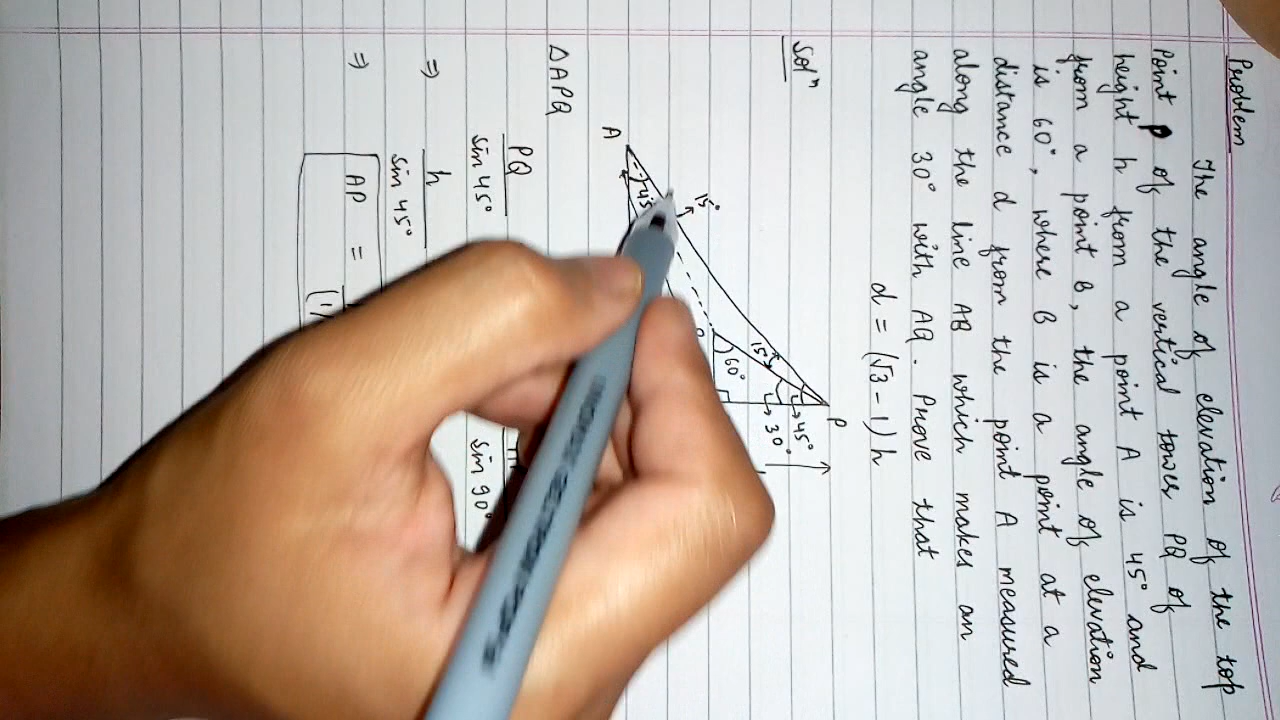 Problem
The angle of elevation of the top
Point P of the vertical tower PQ of
height h from a point A is 45° and
from a point B, the angle of elevation
is 60°, where B is a point at a
distance d from the point A measured
along the line AB which makes an
angle 30° with AQ. Prove that
d = (√3 - 1) h
Solⁿ
P
45°
30°
15°
60°
15°
45°
A
ΔAPQ
PQ
sin 45°
sin 90°
⇒ h
sin 45°
⇒ AP =